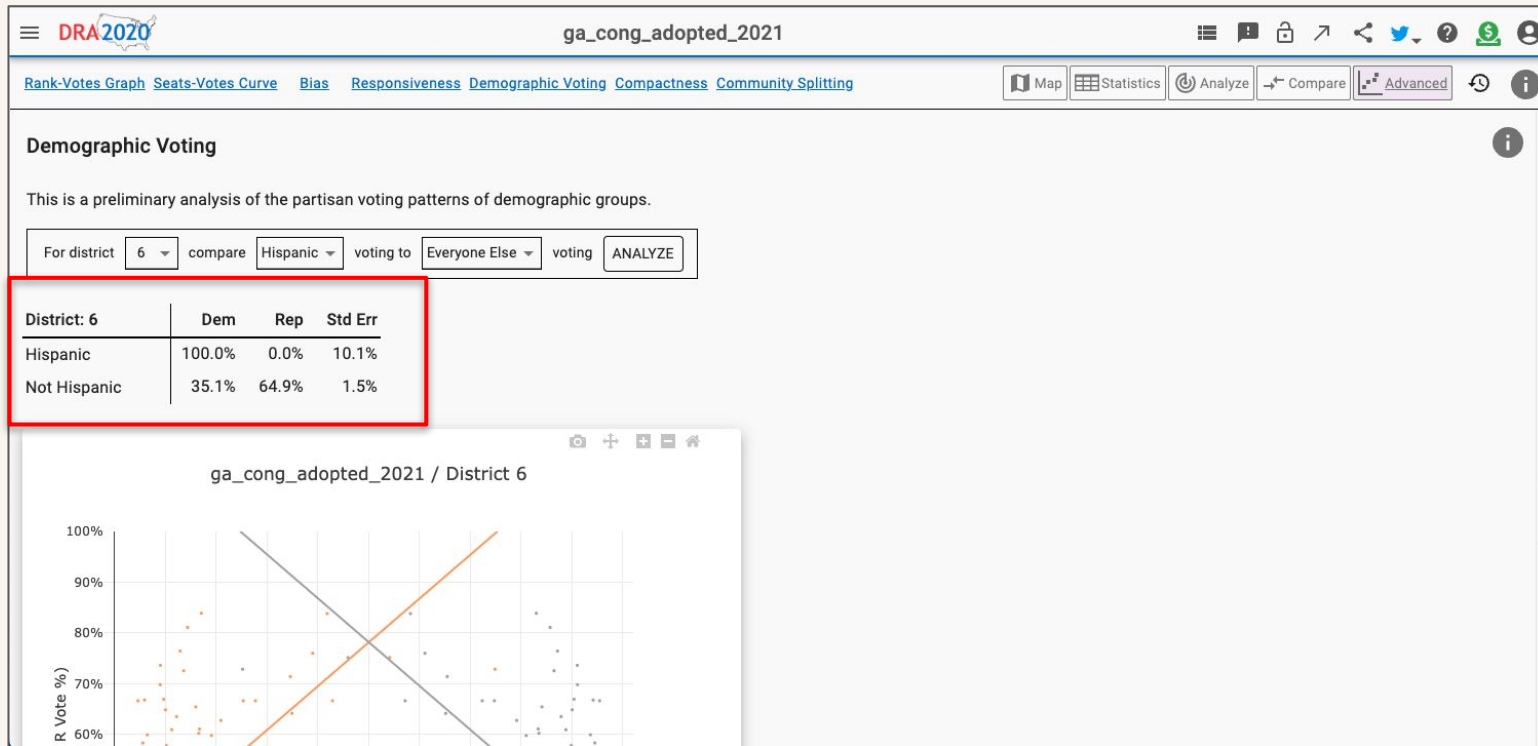 DRA2020 ga_cong_adopted_2021
Rank-Votes Graph Seats-Votes Curve Bias Responsiveness Demographic Voting Compactness Community Splitting Map Statistics Analyze Compare Advanced
Demographic Voting
This is a preliminary analysis of the partisan voting patterns of demographic groups.
For district 6 compare Hispanic voting to Everyone Else voting ANALYZE
District: 6 Dem Rep Std Err
Hispanic 100.0% 0.0% 10.1%
Not Hispanic 35.1% 64.9% 1.5%
ga_cong_adopted_2021 / District 6
100%
90%
80%
70%
60%
R Vote %)